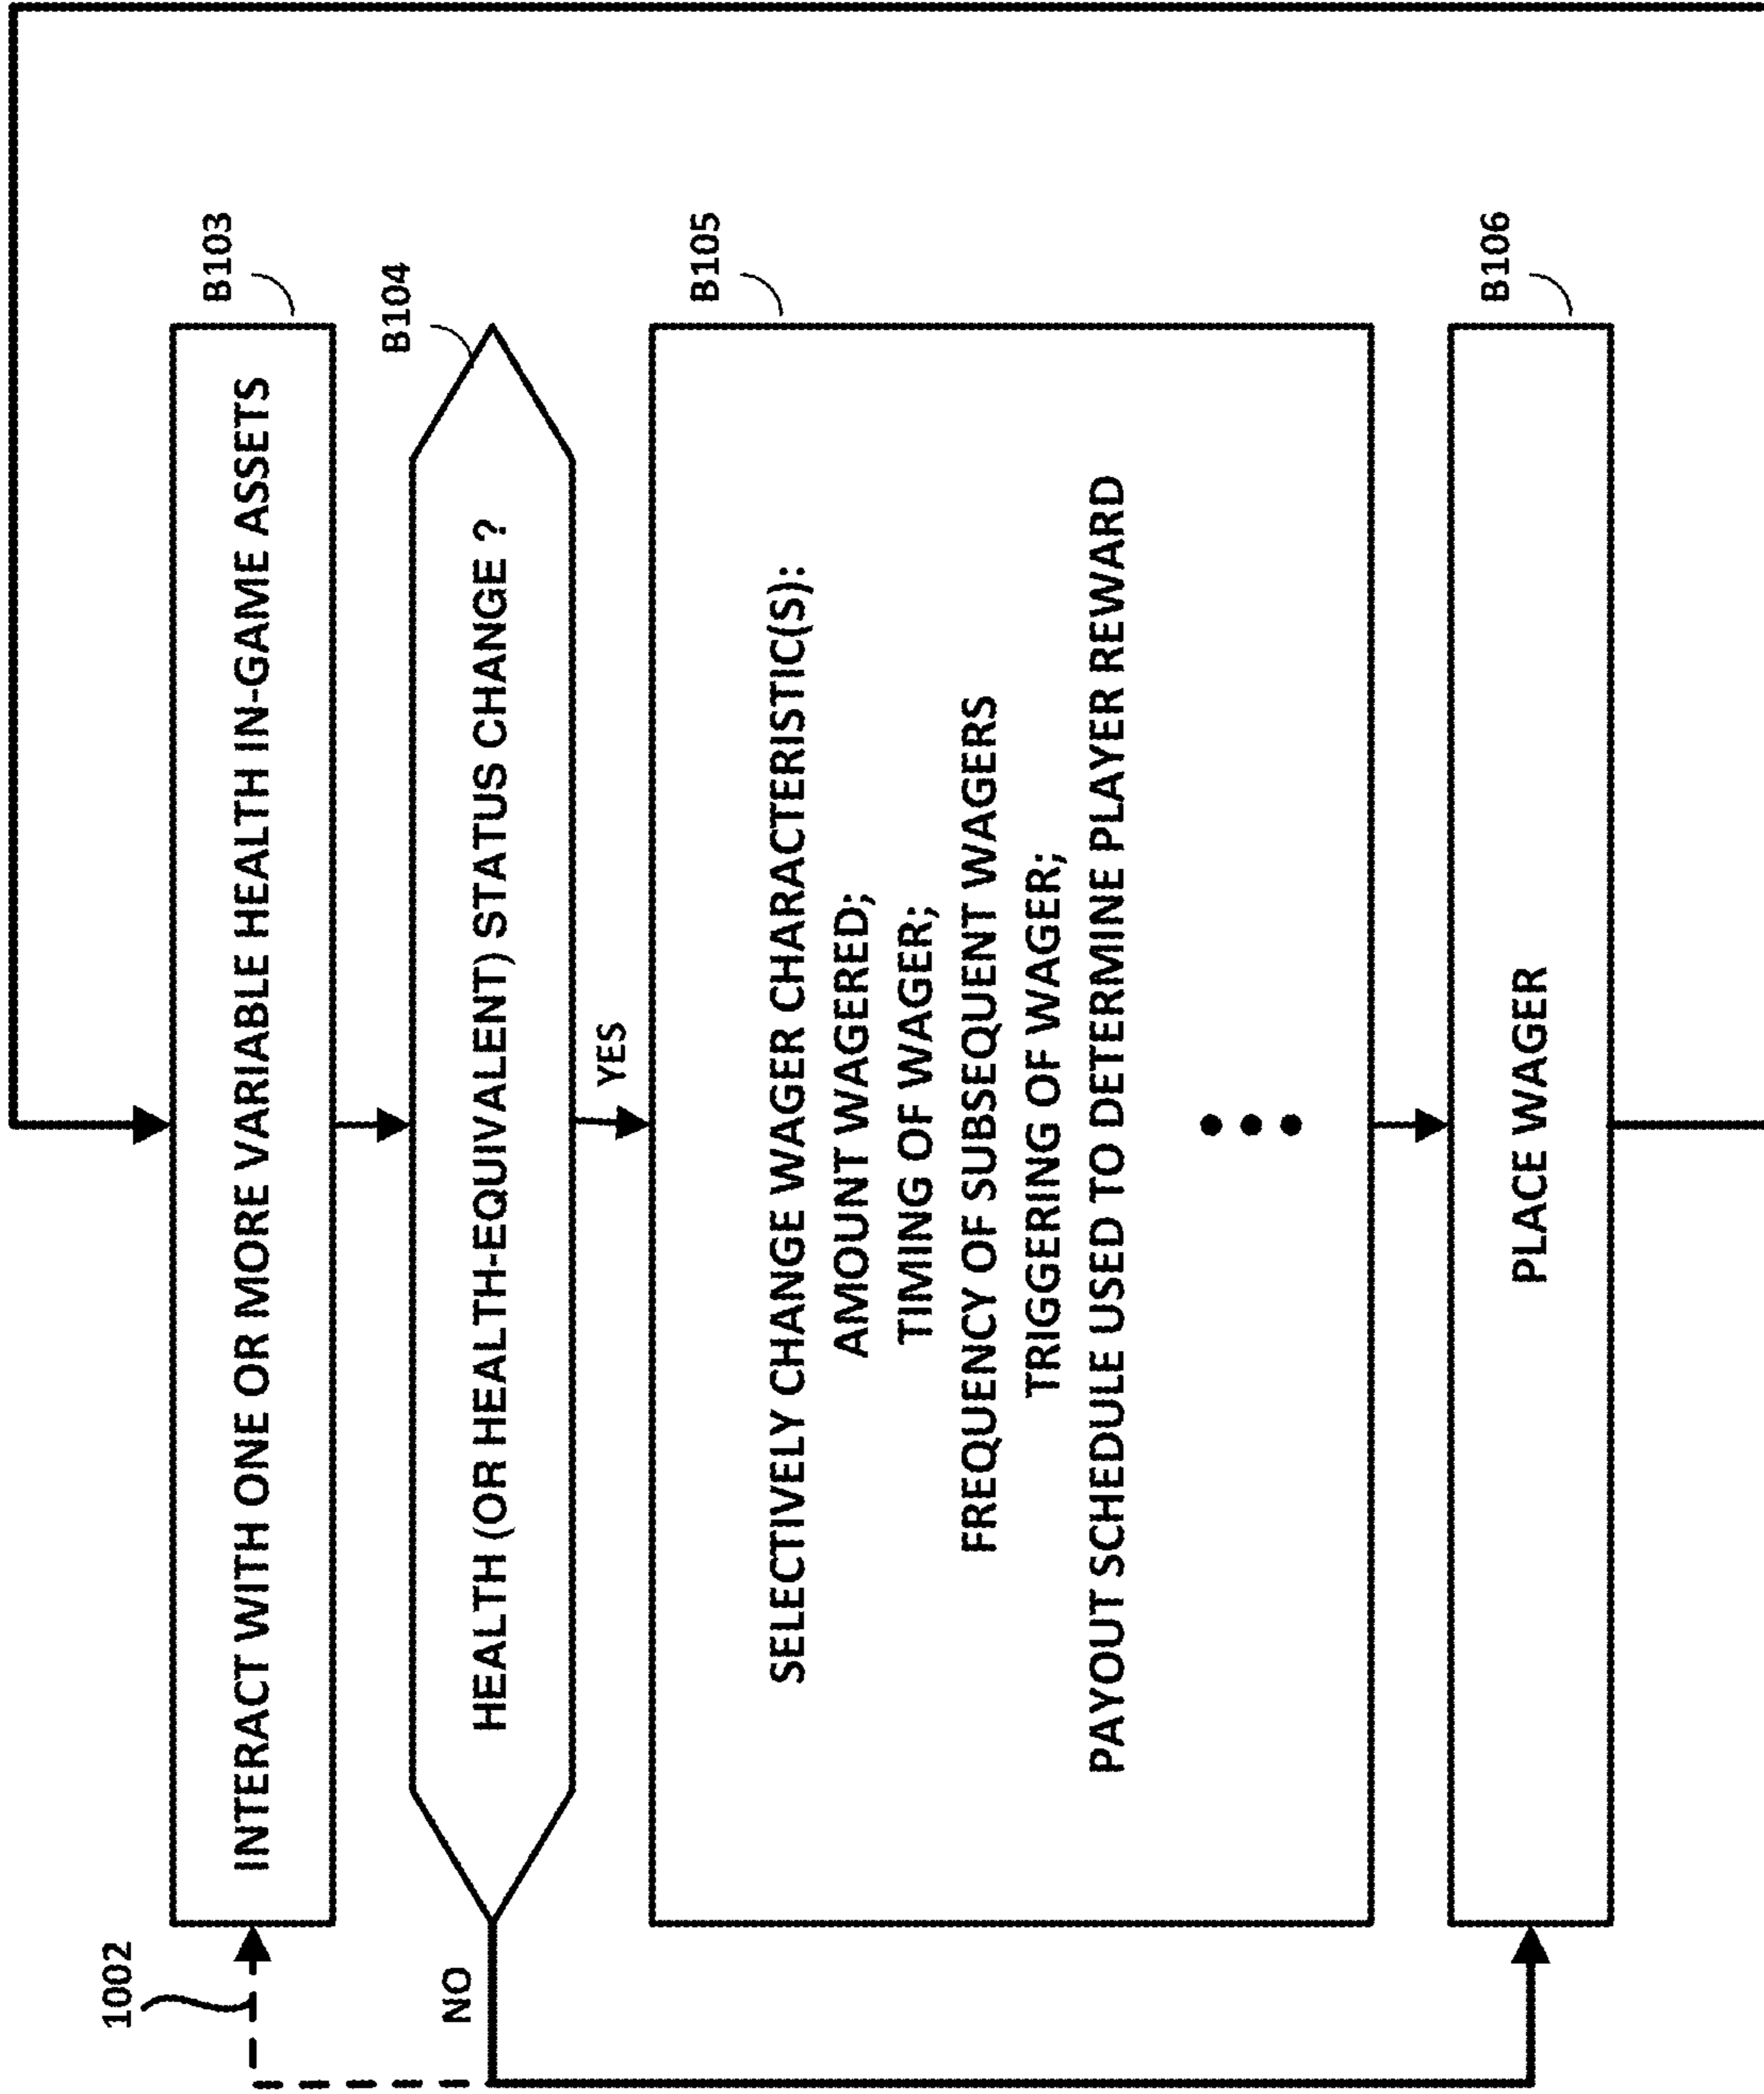 INTERACT WITH ONE OR MORE VARIABLE HEALTH IN-GAME ASSETS
B103
1002
HEALTH (OR HEALTH-EQUIVALENT) STATUS CHANGE ?
B104
NO
YES
SELECTIVELY CHANGE WAGER CHARACTERISTIC(S):
AMOUNT WAGERED;
TIMING OF WAGER;
FREQUENCY OF SUBSEQUENT WAGERS
TRIGGERING OF WAGER;
PAYOUT SCHEDULE USED TO DETERMINE PLAYER REWARD
B105
PLACE WAGER
B106